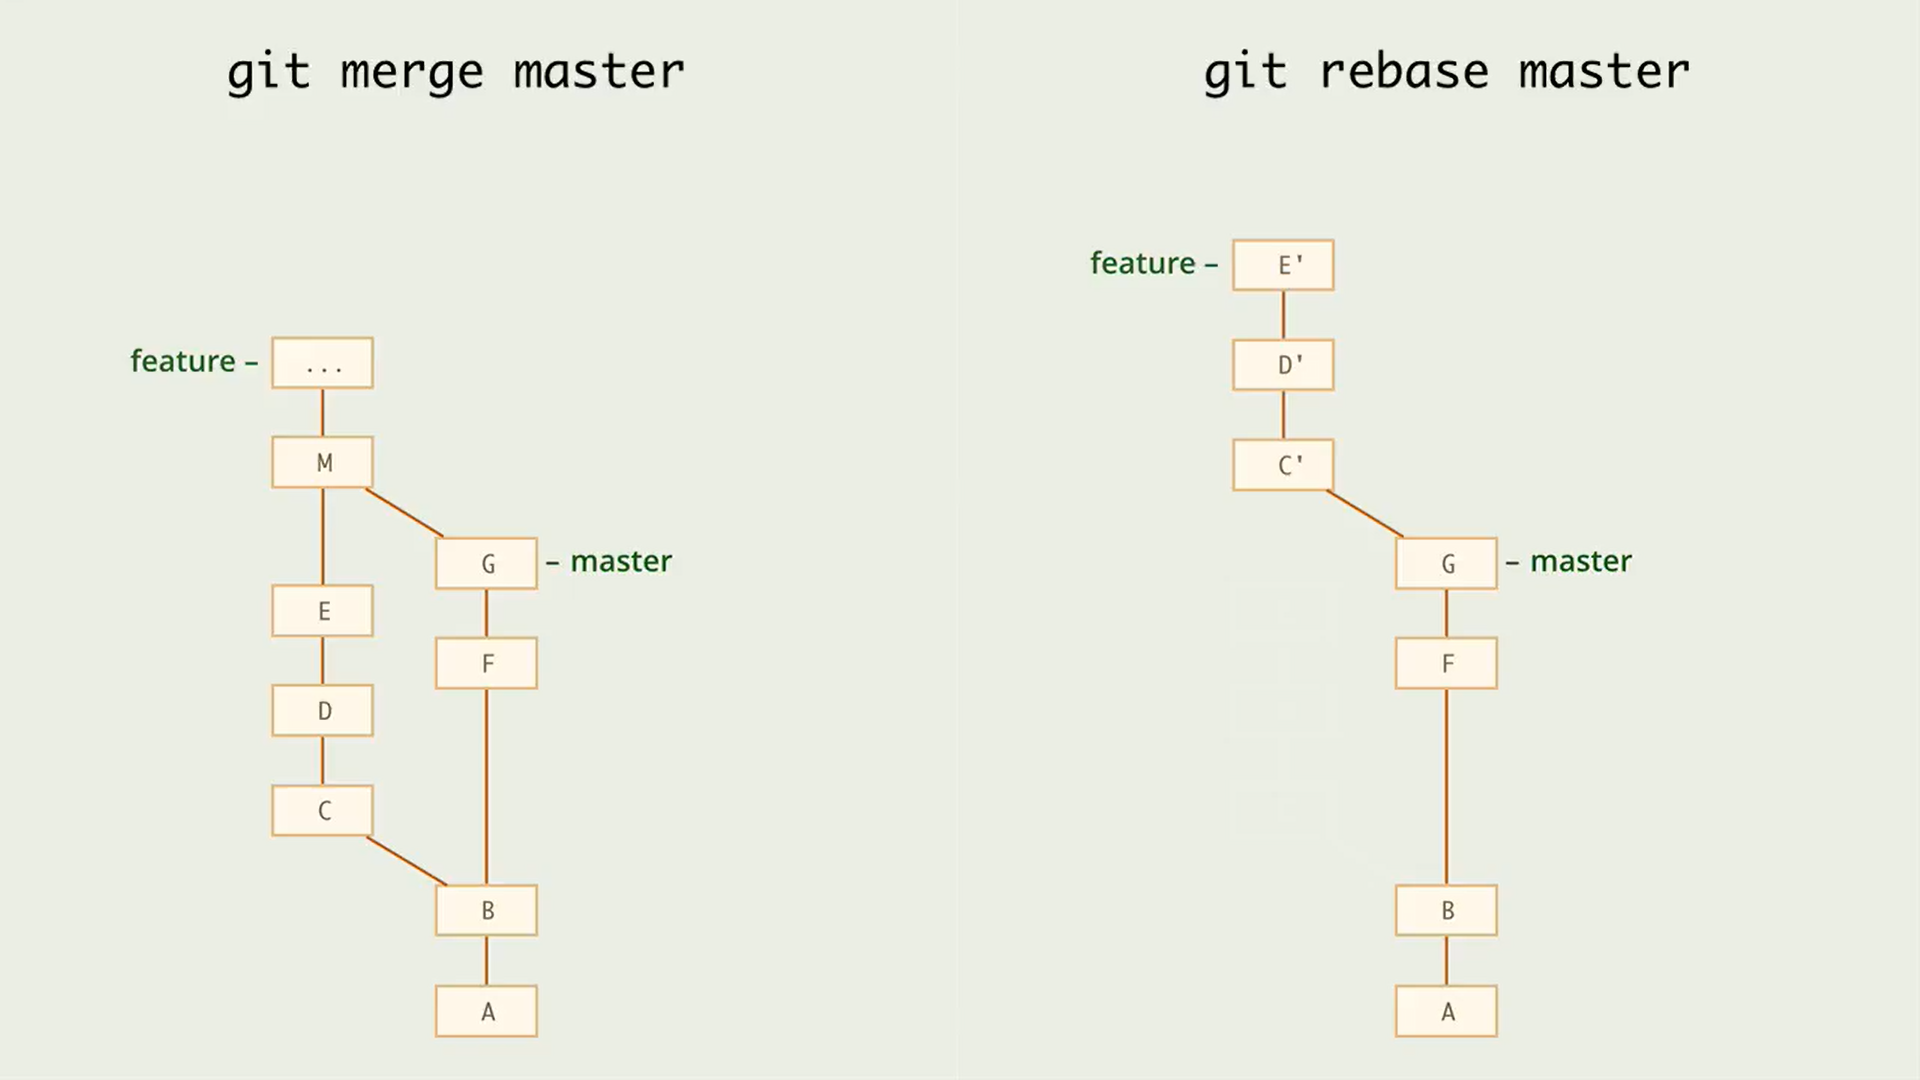 git merge master
feature –
...
M
G
– master
E
F
D
C
B
A
git rebase master
feature –
E'
D'
C'
G
– master
F
B
A